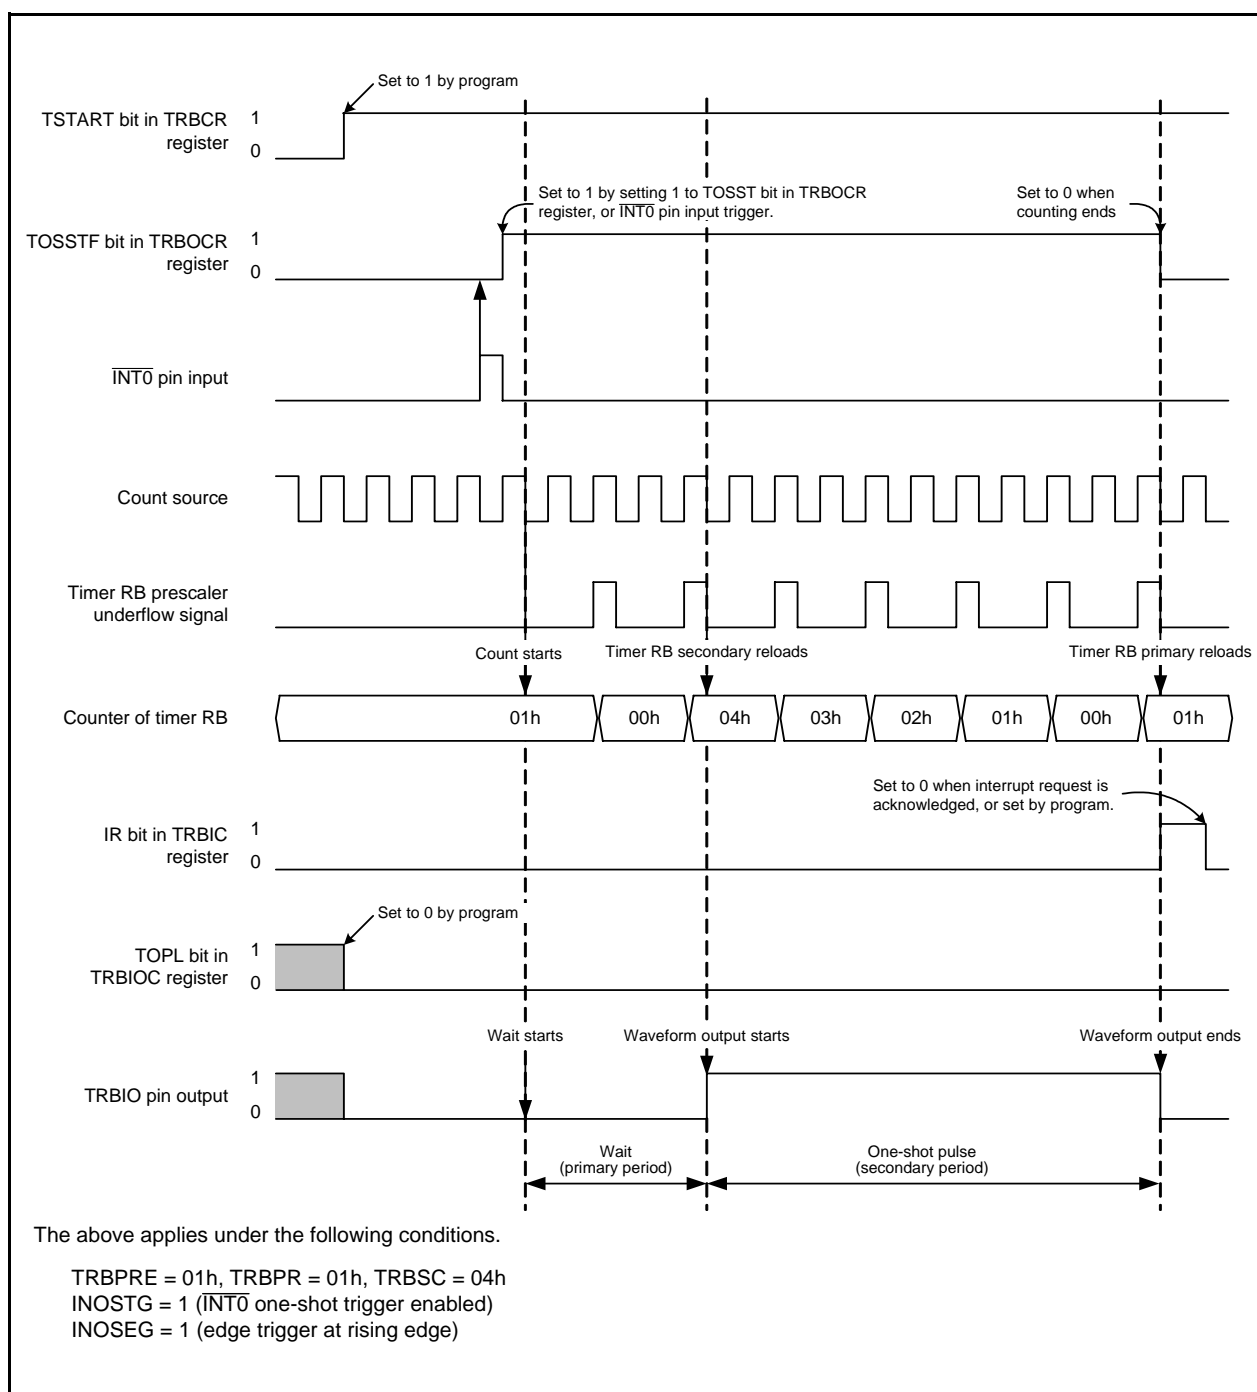 Set to 1 by program
TSTART bit in TRBCR
register
1
0
Set to 1 by setting 1 to TOSST bit in TRBOCR
register, or INT0 pin input trigger.
Set to 0 when
counting ends
TOSSTF bit in TRBOCR
register
1
0
INT0 pin input
Count source
Timer RB prescaler
underflow signal
Count starts
Timer RB secondary reloads
Timer RB primary reloads
Counter of timer RB
01h
00h
04h
03h
02h
01h
00h
01h
Set to 0 when interrupt request is
acknowledged, or set by program.
IR bit in TRBIC
register
1
0
Set to 0 by program
TOPL bit in
TRBIOC register
1
0
Wait starts
Waveform output starts
Waveform output ends
TRBIO pin output
1
0
Wait
(primary period)
One-shot pulse
(secondary period)
The above applies under the following conditions.
TRBPRE = 01h, TRBPR = 01h, TRBSC = 04h
INOSTG = 1 (INT0 one-shot trigger enabled)
INOSEG = 1 (edge trigger at rising edge)